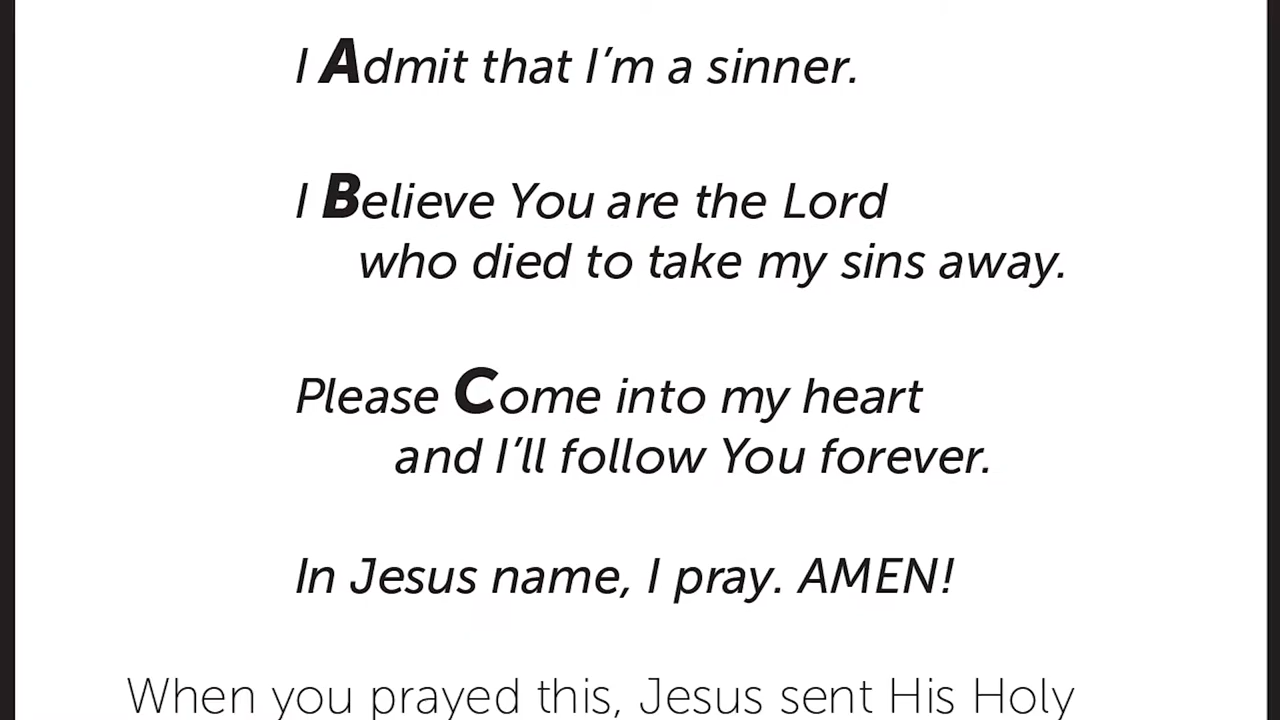 I Admit that I'm a sinner.
I Believe You are the Lord
who died to take my sins away.
Please Come into my heart
and I'll follow You forever.
In Jesus name, I pray. AMEN!
When you prayed this, Jesus sent His Holy